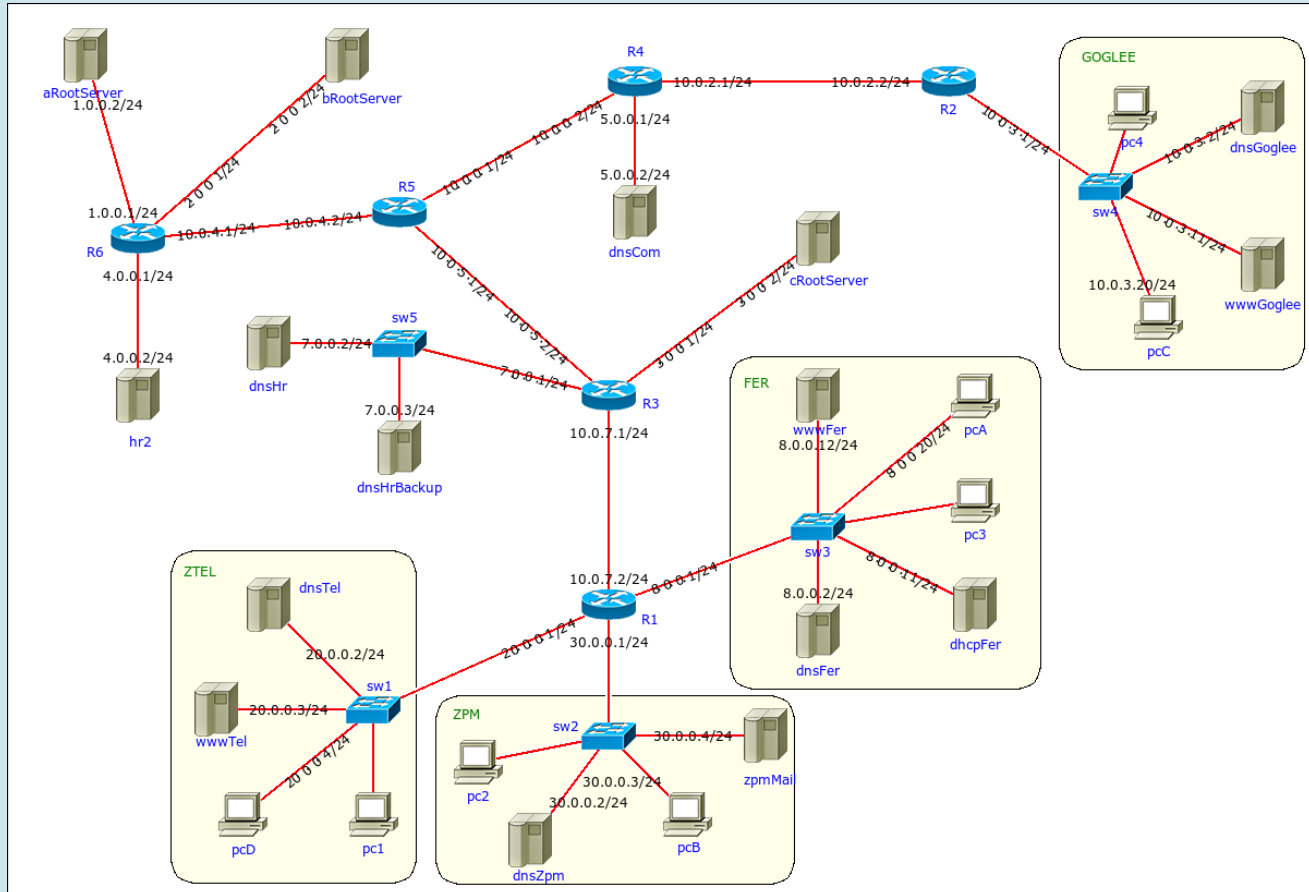 aRootServer
1.0.0.2/24
bRootServer
2.0.0.2/24
R4
10.0.2.1/24
10.0.2.2/24
R2
GOGLEE
pc4
dnsGoglee
10.0.3.1/24
10.0.3.2/24
sw4
10.0.3.11/24
wwwGoglee
10.0.3.20/24
pcC
10.0.0.2/24
5.0.0.1/24
5.0.0.2/24
dnsCom
10.0.0.1/24
R5
2.0.0.1/24
1.0.0.1/24
10.0.4.1/24
10.0.4.2/24
R6
4.0.0.1/24
4.0.0.2/24
hr2
10.0.5.1/24
10.0.5.2/24
cRootServer
3.0.0.2/24
3.0.0.1/24
sw5
7.0.0.2/24
dnsHr
7.0.0.1/24
7.0.0.3/24
dnsHrBackup
R3
10.0.7.1/24
FER
wwwFer
8.0.0.12/24
pcA
8.0.0.20/24
pc3
sw3
8.0.0.11/24
8.0.0.2/24
dnsFer
dhcpFer
10.0.7.2/24
8.0.0.1/24
R1
20.0.0.1/24
30.0.0.1/24
ZTEL
dnsTel
20.0.0.2/24
sw1
20.0.0.3/24
wwwTel
20.0.0.4/24
pcD
pc1
ZPM
sw2
30.0.0.4/24
zpmMail
pc2
30.0.0.3/24
30.0.0.2/24
pcB
dnsZpm